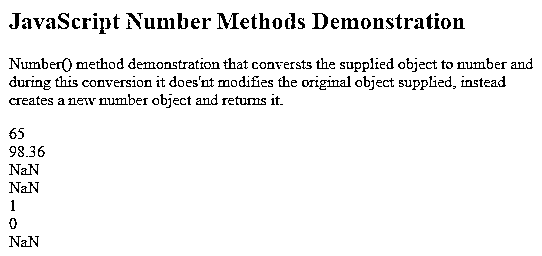 JavaScript Number Methods Demonstration
Number() method demonstration that conversts the supplied object to number and
during this conversion it does'nt modifies the original object supplied, instead
creates a new number object and returns it.
65
98.36
NaN
NaN
1
0
NaN